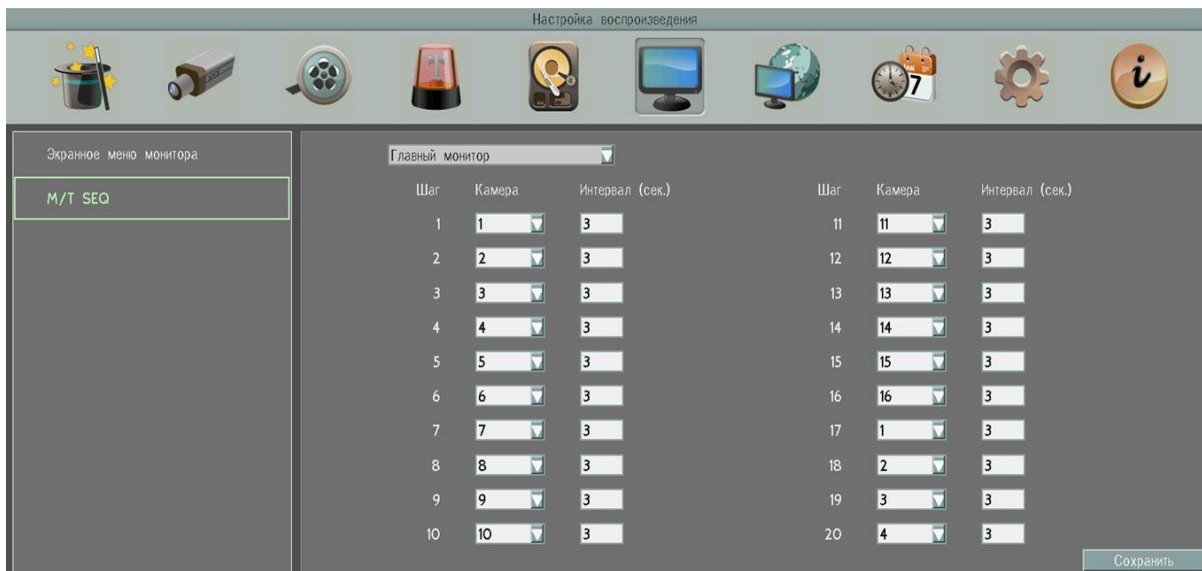 Настройка воспроизведения
JAN 7
Экранное меню монитора
M/T SEQ
Главный монитор
Шаг Камера Интервал (сек.) Шаг Камера Интервал (сек.)
1 1 3 11 11 3
2 2 3 12 12 3
3 3 3 13 13 3
4 4 3 14 14 3
5 5 3 15 15 3
6 6 3 16 16 3
7 7 3 17 1 3
8 8 3 18 2 3
9 9 3 19 3 3
10 10 3 20 4 3
Сохранить